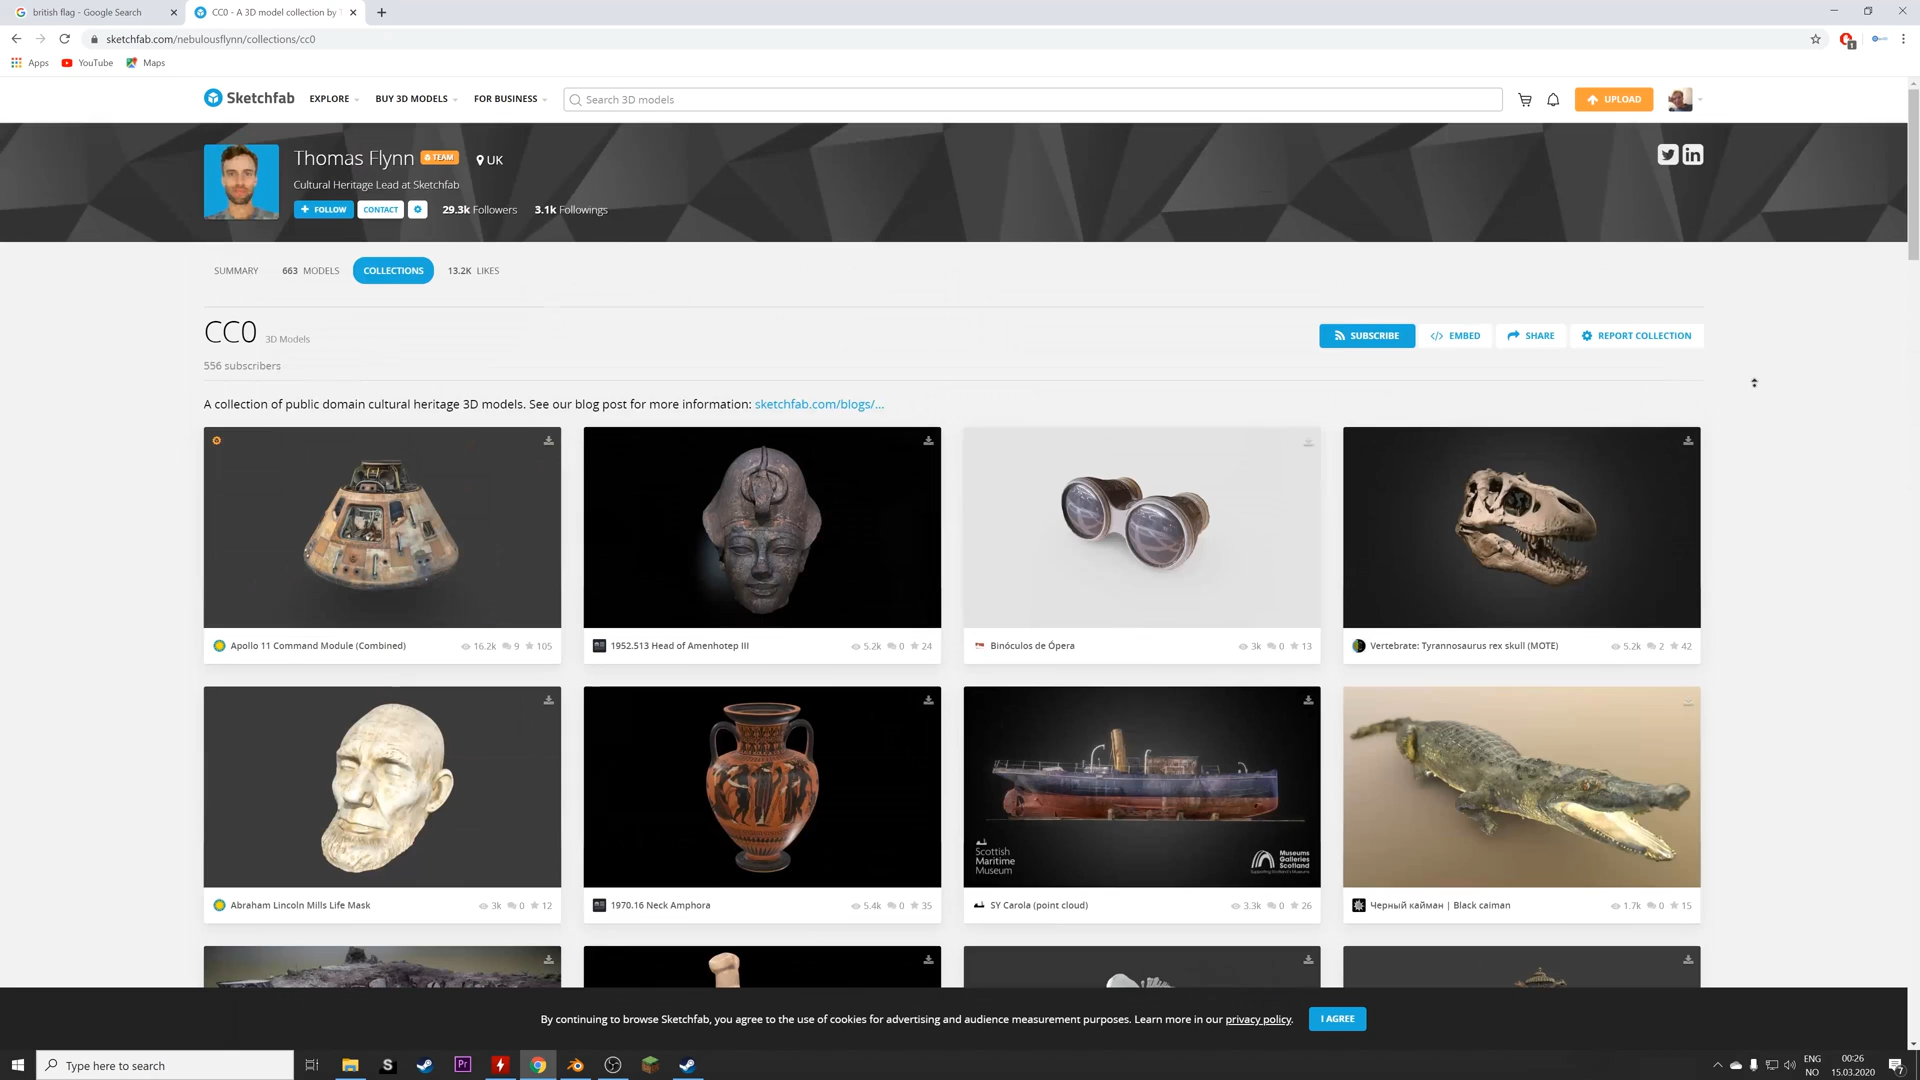 british flag - Google Search
CC0 - A 3D model collection by T
sketchfab.com/nebulousflynn/collections/cc0
Apps YouTube Maps
Sketchfab EXPLORE BUY 3D MODELS FOR BUSINESS Search 3D models UPLOAD
Thomas Flynn TEAM UK
Cultural Heritage Lead at Sketchfab
FOLLOW CONTACT 29.3k Followers 3.1k Followings
SUMMARY 663 MODELS COLLECTIONS 13.2K LIKES
CC0 3D Models
SUBSCRIBE </> EMBED SHARE REPORT COLLECTION
556 subscribers
A collection of public domain cultural heritage 3D models. See our blog post for more information: sketchfab.com/blogs/...
Apollo 11 Command Module (Combined) 16.2k 9 105
1952.513 Head of Amenhotep III 5.2k 0 24
Binóculos de Ópera 3k 0 13
Vertebrate: Tyrannosaurus rex skull (MOTE) 5.2k 2 42
Scottish
Maritime
Museum
Museums
Galleries
Scotland
Supporting Scotland's Museums
Abraham Lincoln Mills Life Mask 3k 0 12
1970.16 Neck Amphora 5.4k 0 35
SY Carola (point cloud) 3.3k 0 26
Черный кайман | Black caiman 1.7k 0 15
By continuing to browse Sketchfab, you agree to the use of cookies for advertising and audience measurement purposes. Learn more in our privacy policy. I AGREE
Type here to search
S
Pr
ENG
NO
00:26
15.03.2020
7